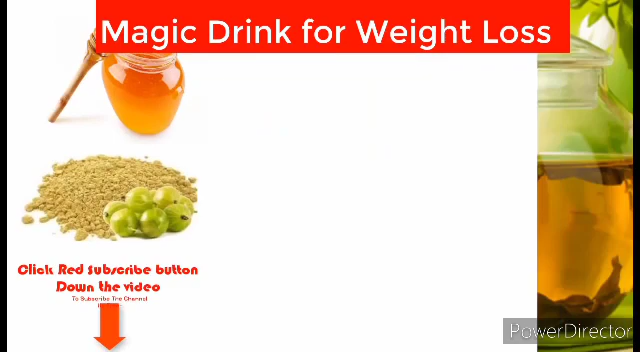 Magic Drink for Weight Loss
Click Red Subscribe button
Down the video
To Subscribe The Channel
PowerDirector